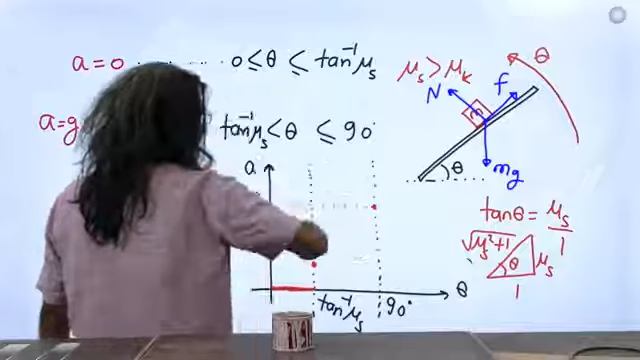 a = 0 ........ 0 ≤ θ ≤ tan⁻¹μs
a = g
tan⁻¹μs < θ ≤ 90°
μs > μk
θ
N
f
m
θ
mg
a
tan⁻¹μs
90°
θ
tanθ = μs/1
√μs²+1
θ
μs
1